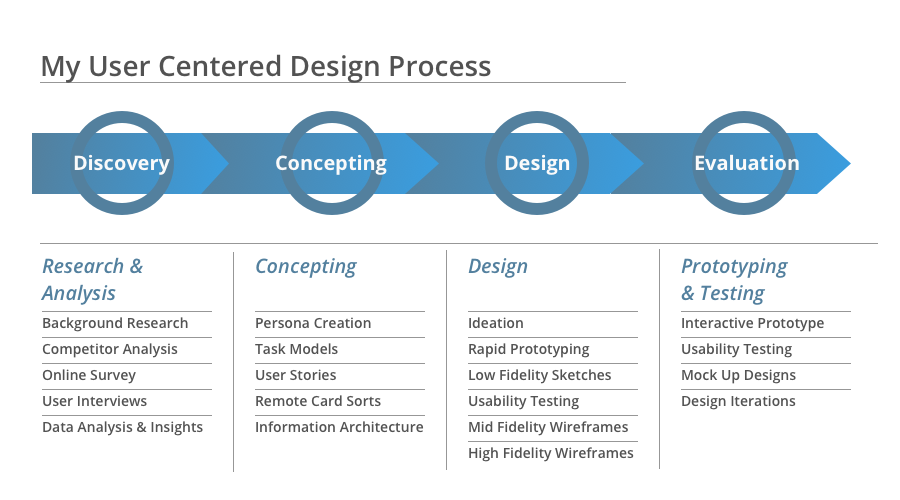 My User Centered Design Process
Discovery
Concepting
Design
Evaluation
Research &
Analysis
Background Research
Competitor Analysis
Online Survey
User Interviews
Data Analysis & Insights
Concepting
Persona Creation
Task Models
User Stories
Remote Card Sorts
Information Architecture
Design
Ideation
Rapid Prototyping
Low Fidelity Sketches
Usability Testing
Mid Fidelity Wireframes
High Fidelity Wireframes
Prototyping
& Testing
Interactive Prototype
Usability Testing
Mock Up Designs
Design Iterations